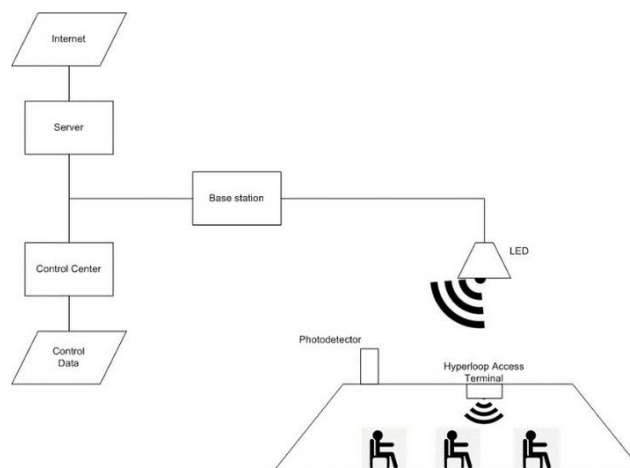 Internet
Server
Base station
LED
Control Center
Photodetector
Control
Data
Hyperloop Access
Terminal